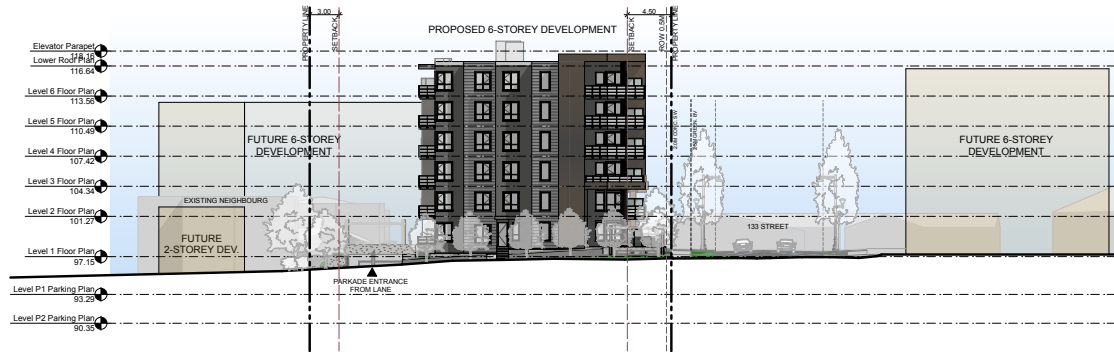 3.00
4.50
PROPERTY LINE
SETBACK
PROPOSED 6-STOREY DEVELOPMENT
SETBACK
ROW 0.5M
PROPERTY LINE
Elevator Parapet
118.16
Lower Roof Plan
116.64
Level 6 Floor Plan
113.56
Level 5 Floor Plan
110.49
Level 4 Floor Plan
107.42
Level 3 Floor Plan
104.34
Level 2 Floor Plan
101.27
Level 1 Floor Plan
97.15
Level P1 Parking Plan
93.29
Level P2 Parking Plan
90.35
FUTURE 6-STOREY
DEVELOPMENT
EXISTING NEIGHBOURG
FUTURE
2-STOREY DEV.
PARKADE ENTRANCE
FROM LANE
133 STREET
FUTURE 6-STOREY
DEVELOPMENT